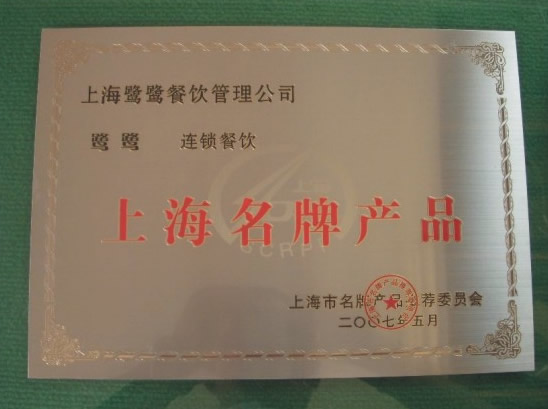 上海鹭鹭餐饮管理公司
鹭鹭 连锁餐饮
上海名牌产品
SCRPF
上海市名牌产品推荐委员会
二〇〇七年五月